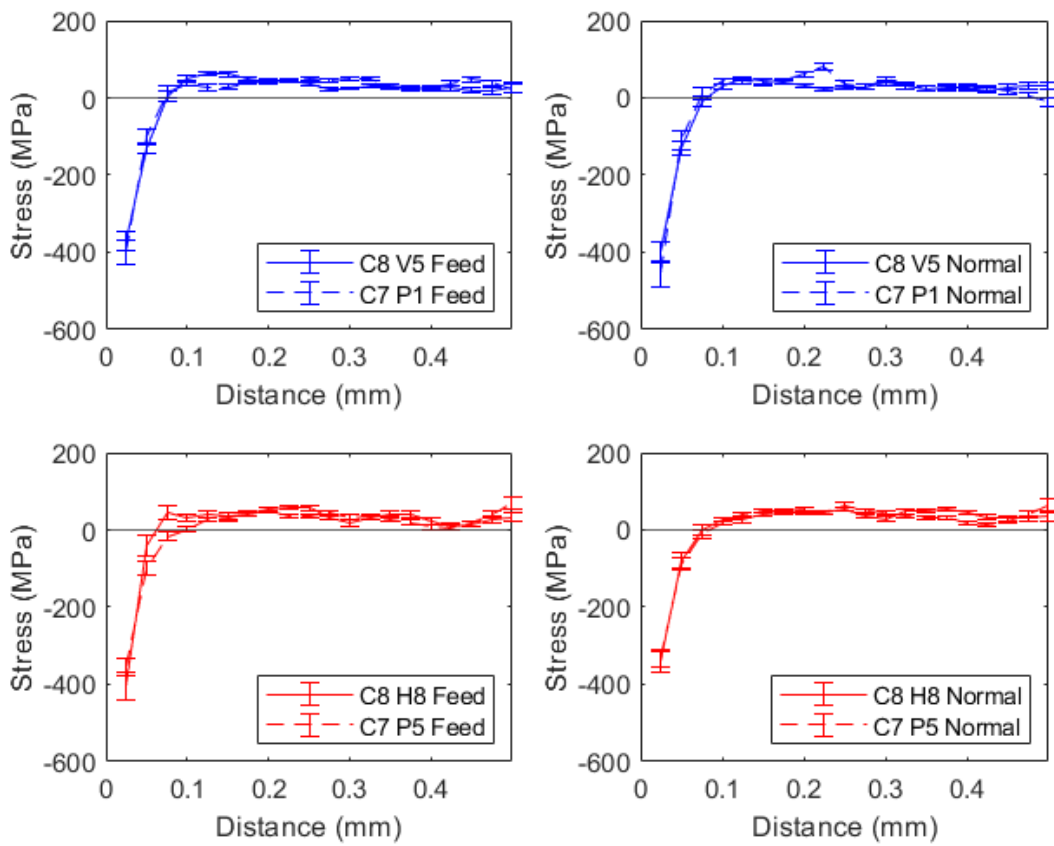 200
0
-200
-400
-600
Stress (MPa)
C8 V5 Feed
C7 P1 Feed
0 0.1 0.2 0.3 0.4
Distance (mm)
200
0
-200
-400
-600
Stress (MPa)
C8 V5 Normal
C7 P1 Normal
0 0.1 0.2 0.3 0.4
Distance (mm)
200
0
-200
-400
-600
Stress (MPa)
C8 H8 Feed
C7 P5 Feed
0 0.1 0.2 0.3 0.4
Distance (mm)
200
0
-200
-400
-600
Stress (MPa)
C8 H8 Normal
C7 P5 Normal
0 0.1 0.2 0.3 0.4
Distance (mm)